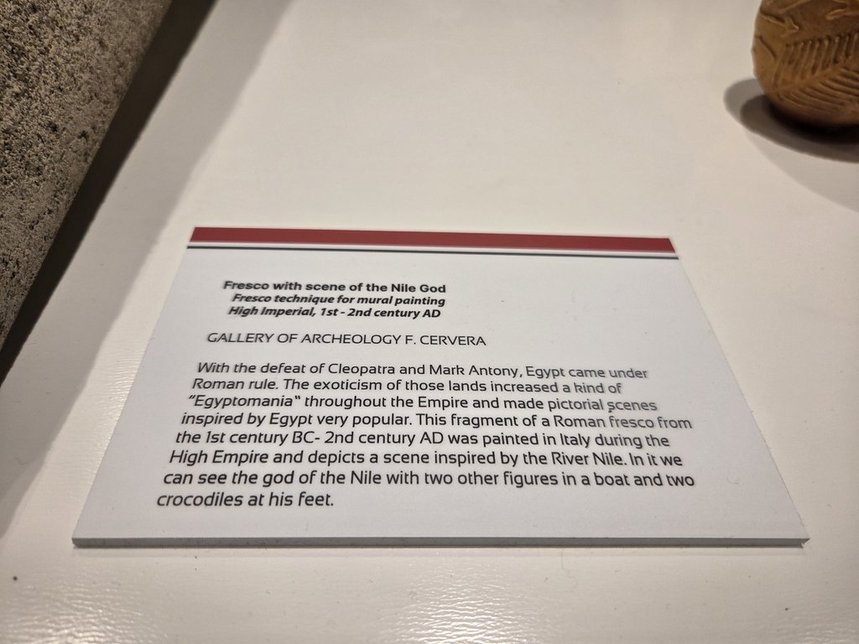 Fresco with scene of the Nile God
Fresco technique for mural painting
High Imperial, 1st - 2nd century AD
GALLERY OF ARCHEOLOGY F. CERVERA
With the defeat of Cleopatra and Mark Antony, Egypt came under
Roman rule. The exoticism of those lands increased a kind of
"Egyptomania" throughout the Empire and made pictorial scenes
inspired by Egypt very popular. This fragment of a Roman fresco from
the 1st century BC- 2nd century AD was painted in Italy during the
High Empire and depicts a scene inspired by the River Nile. In it we
can see the god of the Nile with two other figures in a boat and two
crocodiles at his feet.